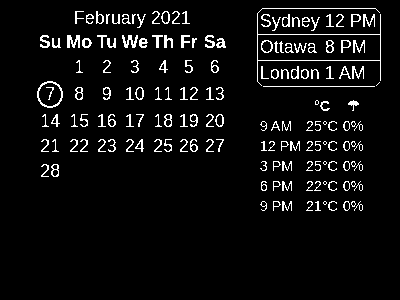 February 2021
Su Mo Tu We Th Fr Sa
1 2 3 4 5 6
7 8 9 10 11 12 13
14 15 16 17 18 19 20
21 22 23 24 25 26 27
28
Sydney 12 PM
Ottawa 8 PM
London 1 AM
°C ☂
9 AM 25°C 0%
12 PM 25°C 0%
3 PM 25°C 0%
6 PM 22°C 0%
9 PM 21°C 0%